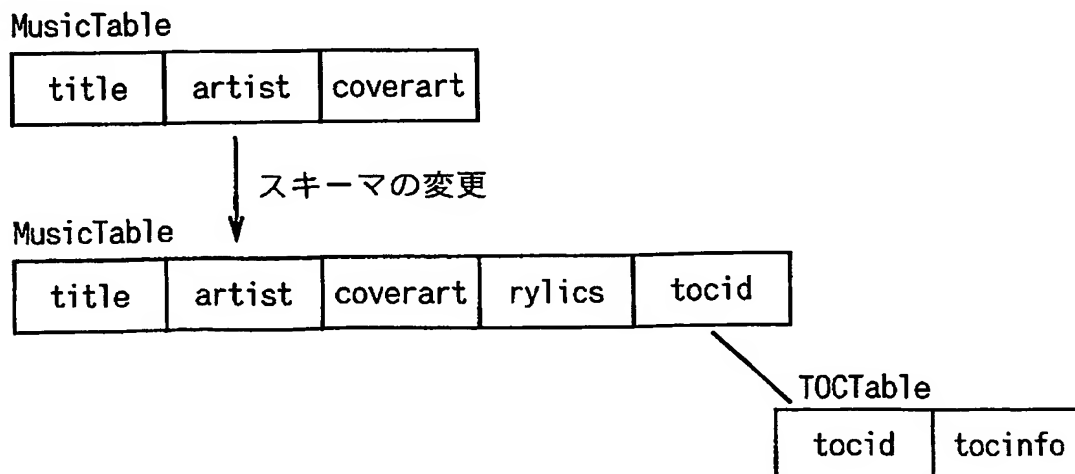 MusicTable
title artist coverart
スキーマの変更
MusicTable
title artist coverart rylics tocid
TOCTable
tocid tocinfo